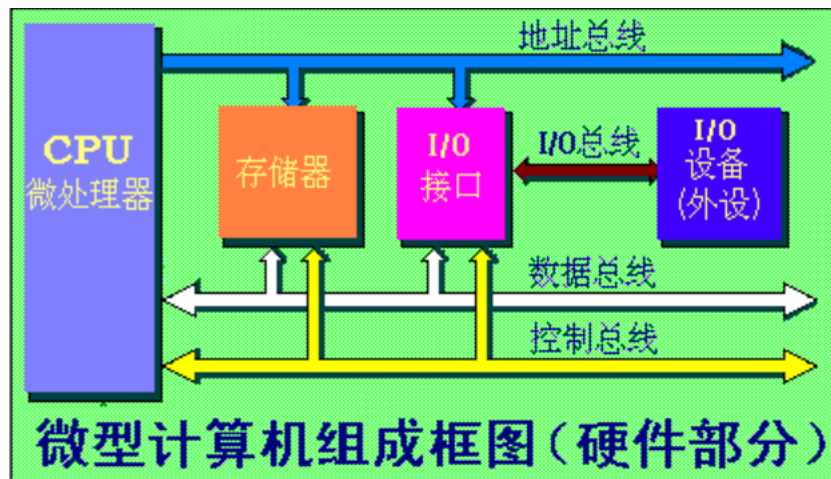 地址总线
CPU
微处理器
存储器
I/O
接口
I/O总线
I/O
设备
(外设)
数据总线
控制总线
微型计算机组成框图(硬件部分)